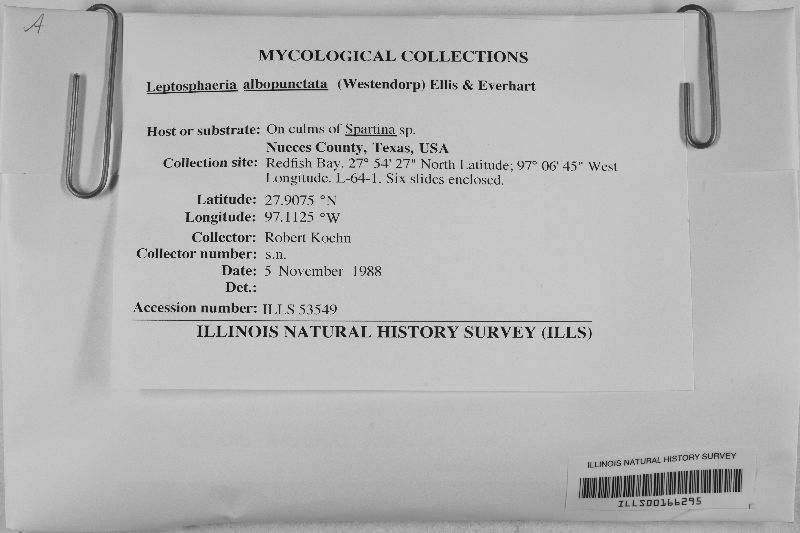 A
MYCOLOGICAL COLLECTIONS
Leptosphaeria albopunctata (Westendorp) Ellis & Everhart
Host or substrate: On culms of Spartina sp.
Nueces County, Texas, USA
Collection site: Redfish Bay. 27° 54' 27" North Latitude; 97° 06' 45" West
Longitude. L-64-1. Six slides enclosed.
Latitude: 27.9075 °N
Longitude: 97.1125 °W
Collector: Robert Koehn
Collector number: s.n.
Date: 5 November 1988
Det.:
Accession number: ILLS 53549
ILLINOIS NATURAL HISTORY SURVEY (ILLS)
ILLINOIS NATURAL HISTORY SURVEY
ILLS00166295